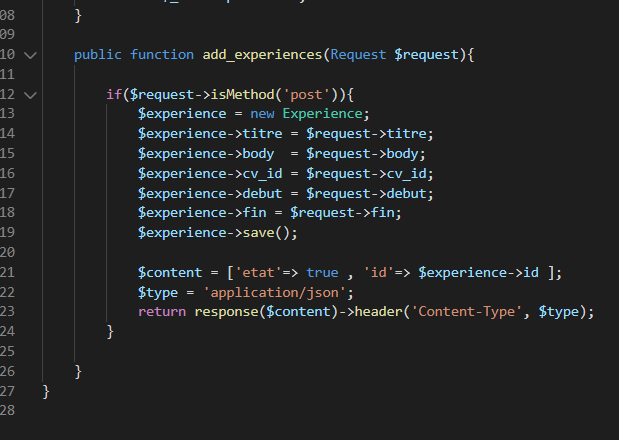 08 }
09
10 public function add_experiences(Request $request){
11
12 if($request->isMethod('post')){
13 $experience = new Experience;
14 $experience->titre = $request->titre;
15 $experience->body  = $request->body;
16 $experience->cv_id = $request->cv_id;
17 $experience->debut = $request->debut;
18 $experience->fin = $request->fin;
19 $experience->save();
20
21 $content = ['etat'=> true , 'id'=> $experience->id ];
22 $type = 'application/json';
23 return response($content)->header('Content-Type', $type);
24 }
25
26 }
27 }
28